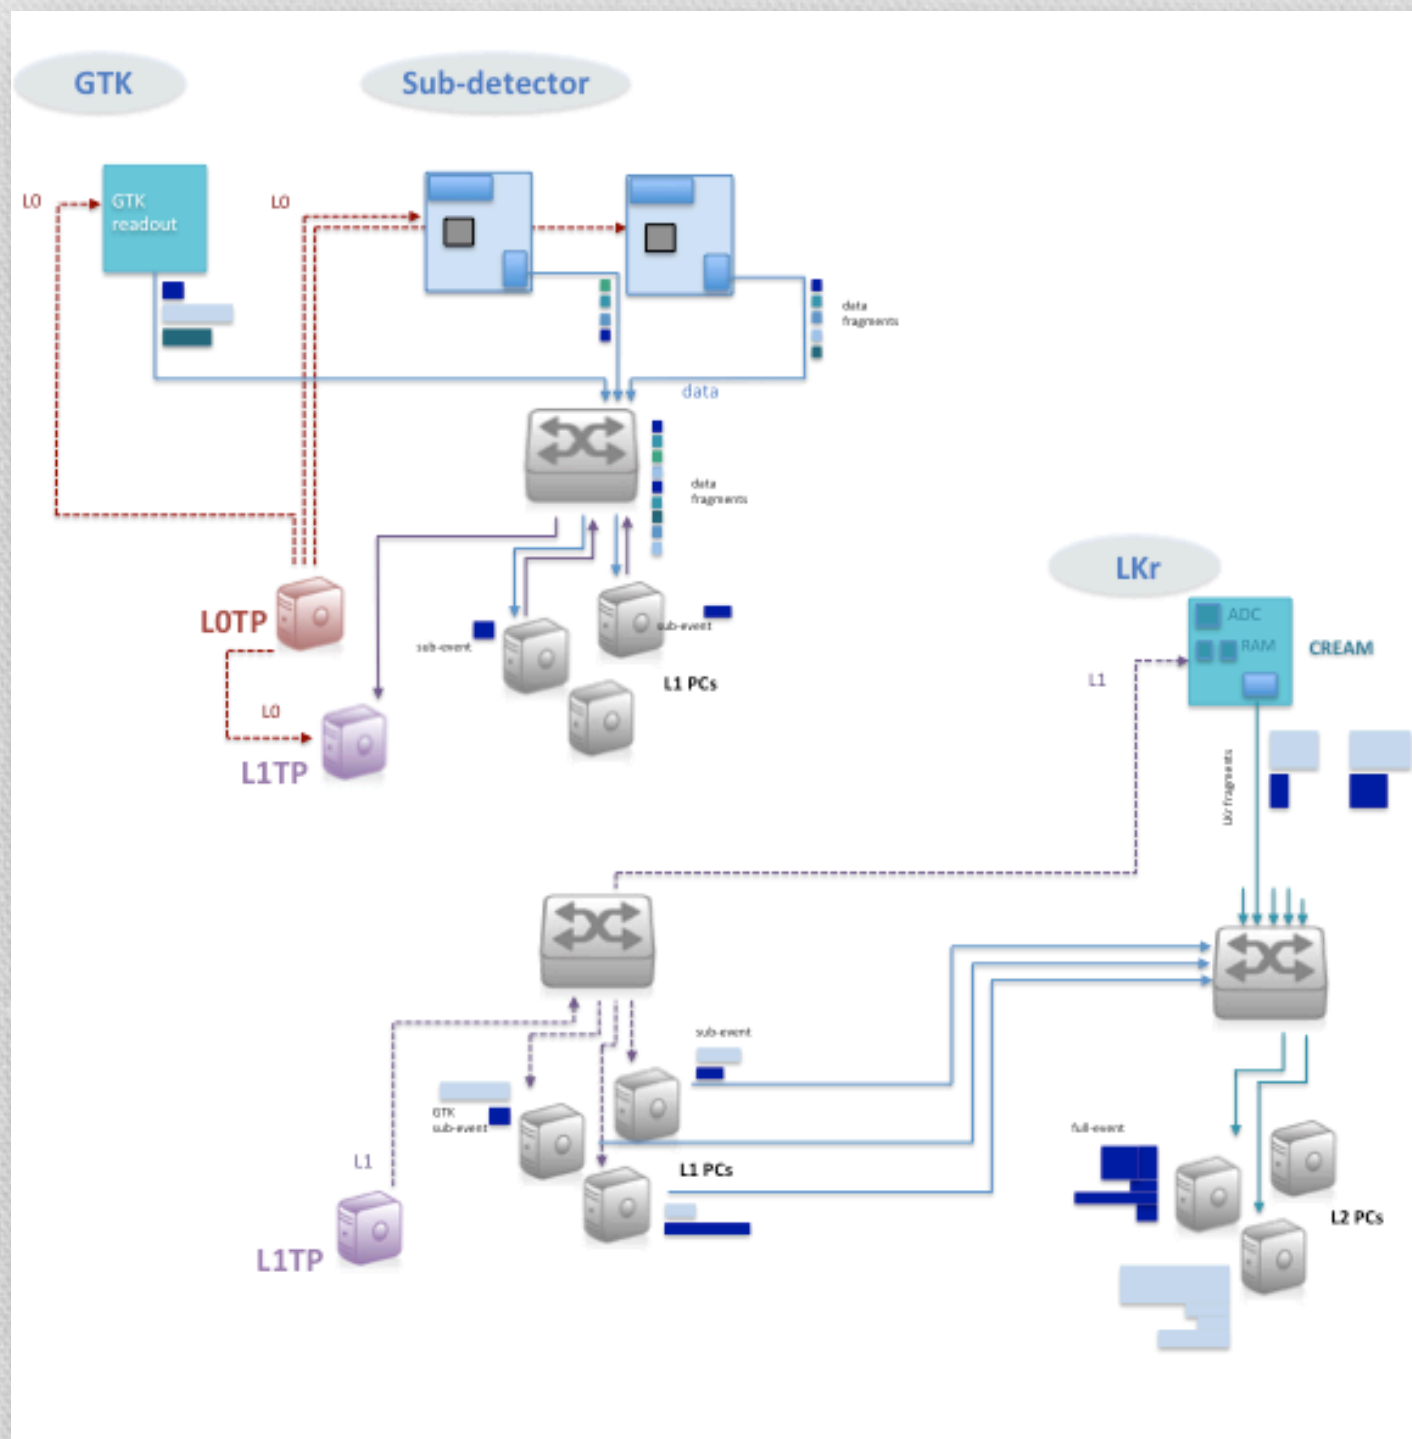 GTK
Sub-detector
L0
GTK
readout
L0
data
fragments
data
data
fragments
L0TP
sub-event
sub-event
L1 PCs
L0
L1TP
LKr
ADC
RAM
CREAM
L1
LKr fragments
sub-event
GTK
sub-event
L1 PCs
L1
L1TP
full-event
L2 PCs